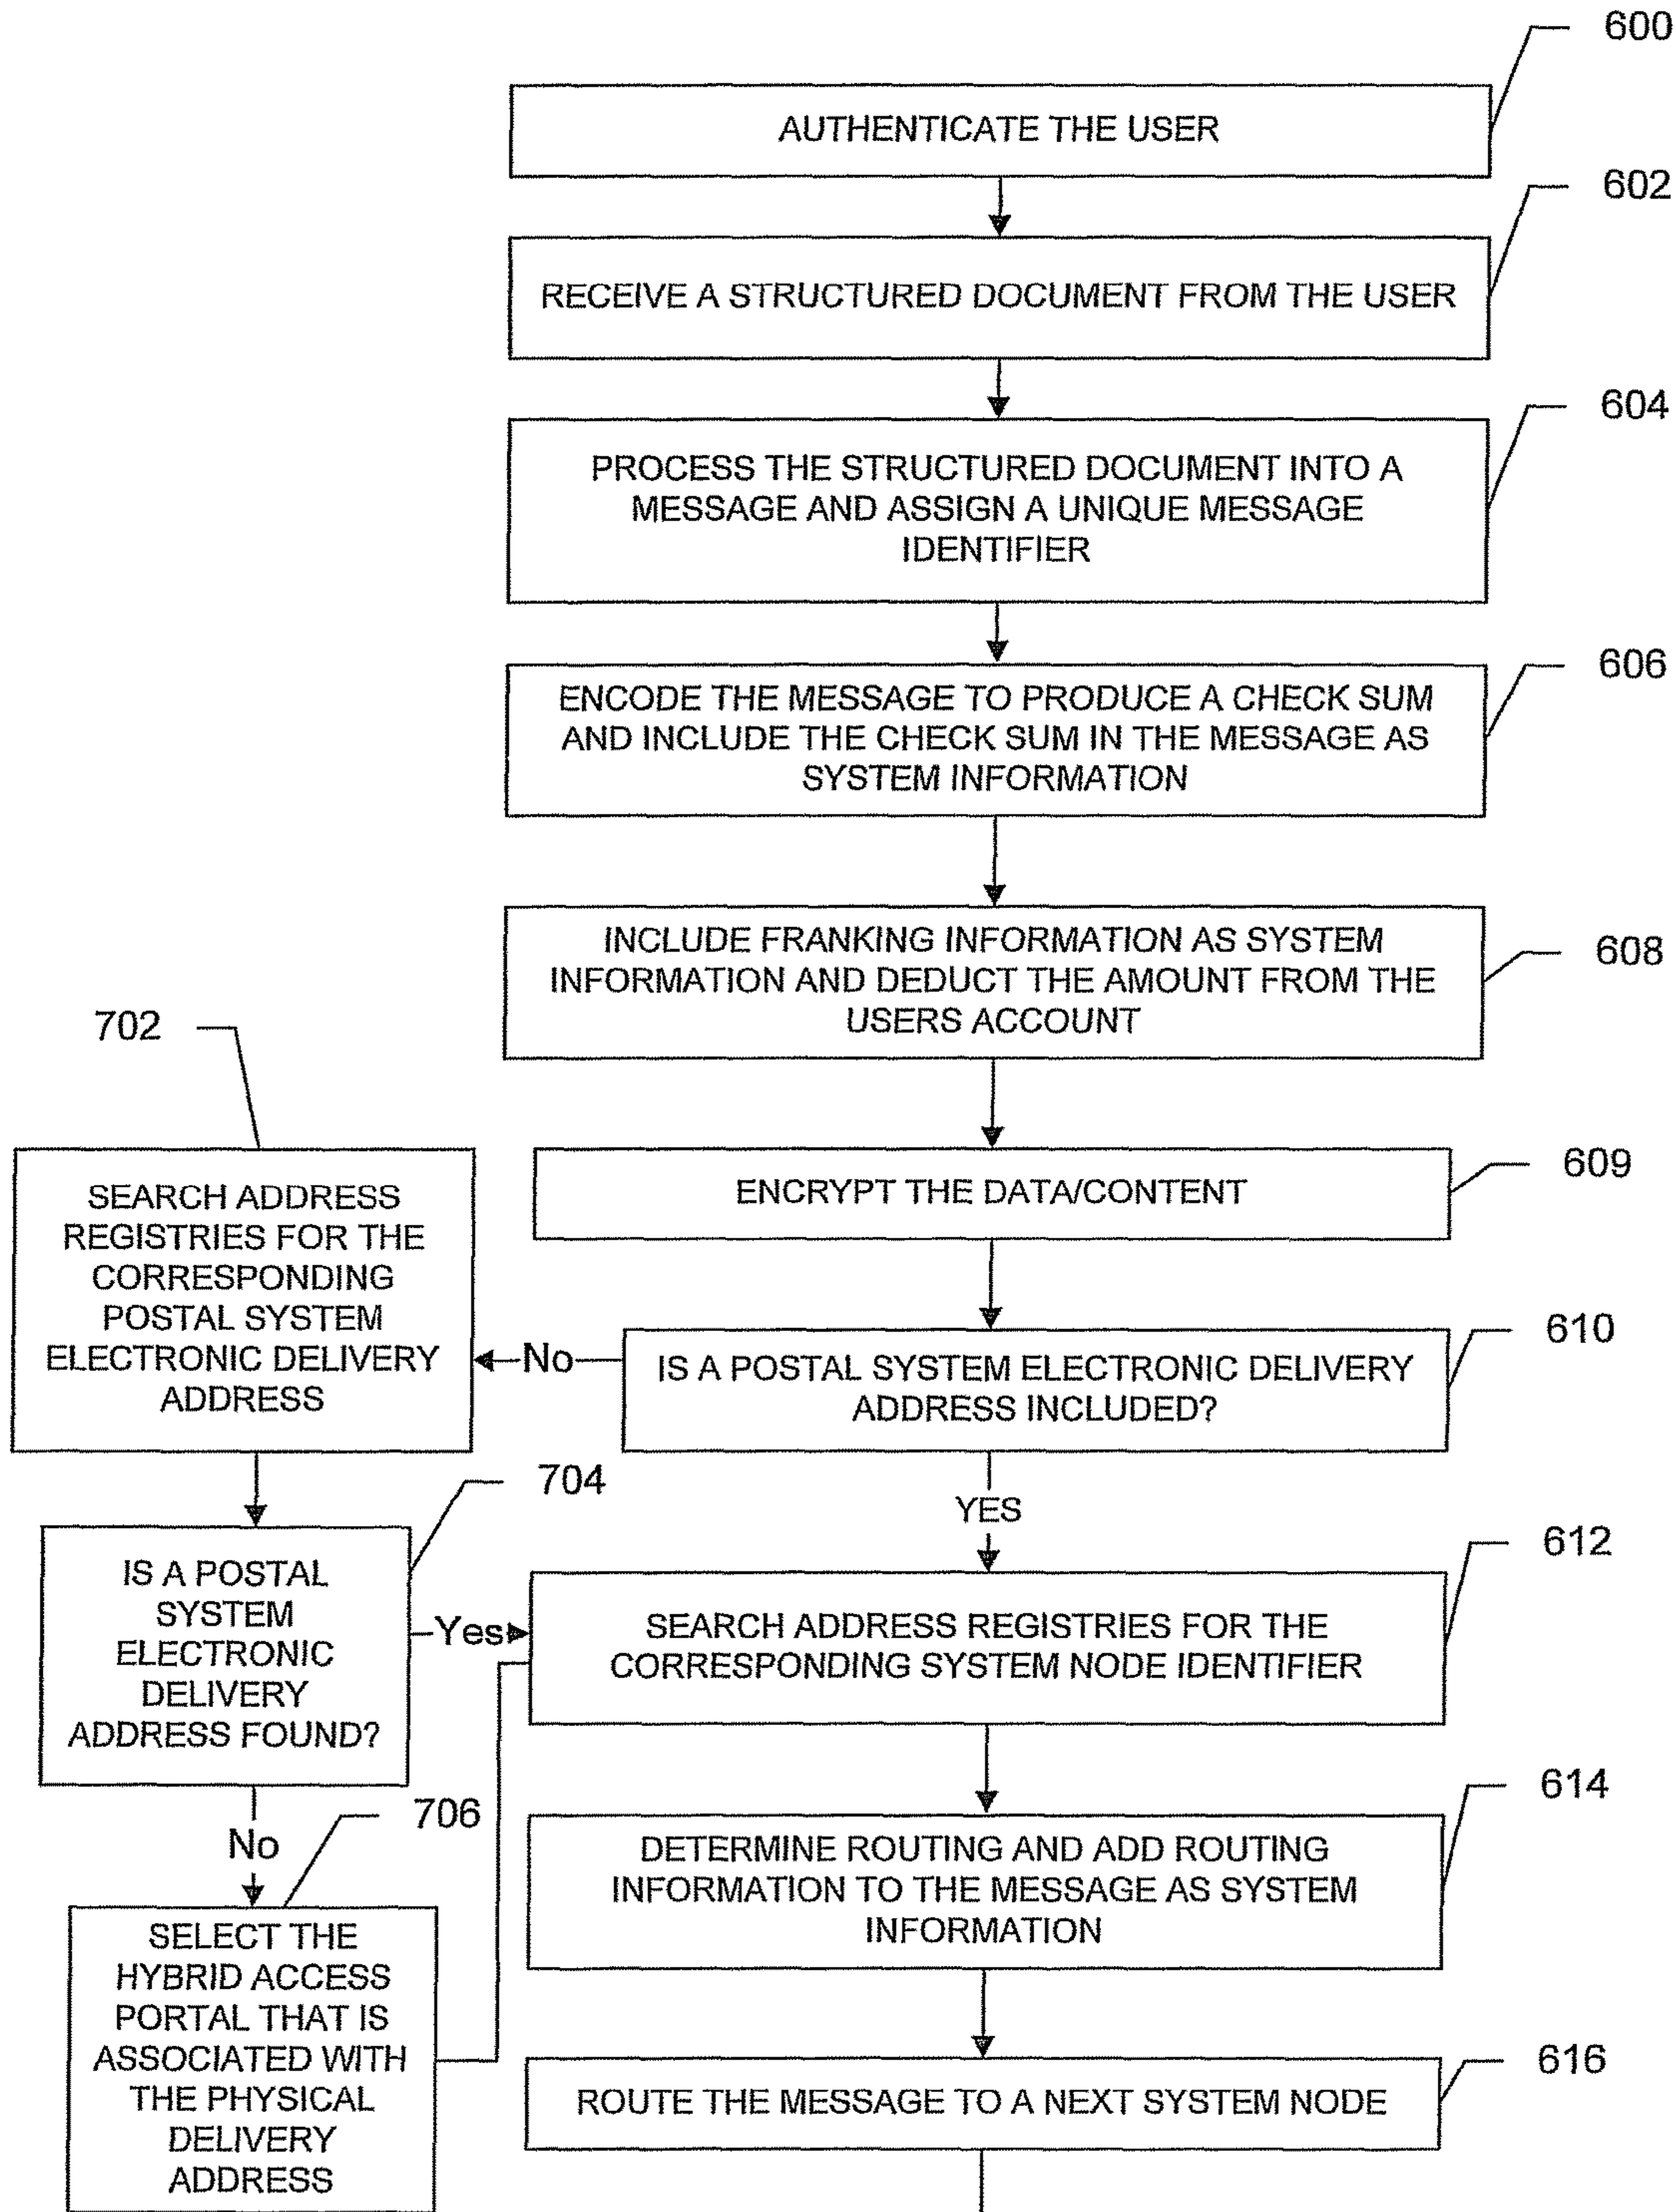 600
AUTHENTICATE THE USER
602
RECEIVE A STRUCTURED DOCUMENT FROM THE USER
604
PROCESS THE STRUCTURED DOCUMENT INTO A
MESSAGE AND ASSIGN A UNIQUE MESSAGE
IDENTIFIER
606
ENCODE THE MESSAGE TO PRODUCE A CHECK SUM
AND INCLUDE THE CHECK SUM IN THE MESSAGE AS
SYSTEM INFORMATION
608
INCLUDE FRANKING INFORMATION AS SYSTEM
INFORMATION AND DEDUCT THE AMOUNT FROM THE
USERS ACCOUNT
609
ENCRYPT THE DATA/CONTENT
610
IS A POSTAL SYSTEM ELECTRONIC DELIVERY
ADDRESS INCLUDED?
No
702
SEARCH ADDRESS
REGISTRIES FOR THE
CORRESPONDING
POSTAL SYSTEM
ELECTRONIC DELIVERY
ADDRESS
704
IS A POSTAL
SYSTEM
ELECTRONIC
DELIVERY
ADDRESS FOUND?
Yes
No
706
SELECT THE
HYBRID ACCESS
PORTAL THAT IS
ASSOCIATED WITH
THE PHYSICAL
DELIVERY
ADDRESS
YES
612
SEARCH ADDRESS REGISTRIES FOR THE
CORRESPONDING SYSTEM NODE IDENTIFIER
614
DETERMINE ROUTING AND ADD ROUTING
INFORMATION TO THE MESSAGE AS SYSTEM
INFORMATION
616
ROUTE THE MESSAGE TO A NEXT SYSTEM NODE